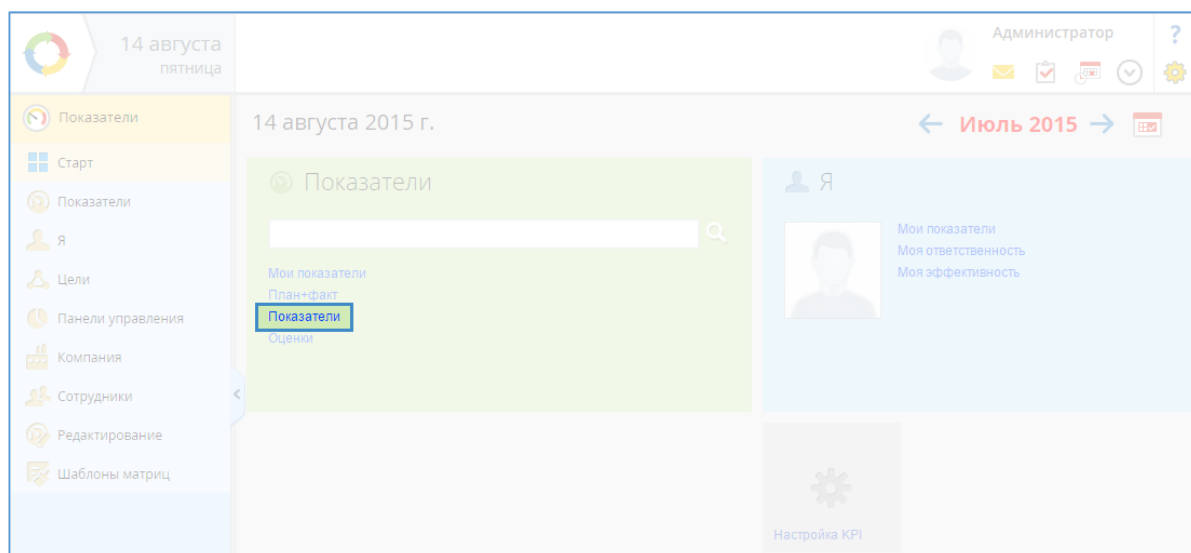 14 августа
пятница
Администратор
?
Показатели
Старт
Показатели
Я
Цели
Панели управления
Компания
Сотрудники
Редактирование
Шаблоны матриц
14 августа 2015 г.
Июль 2015
Показатели
Мои показатели
План+факт
Показатели
Оценки
Я
Мои показатели
Моя ответственность
Моя эффективность
Настройка KPI